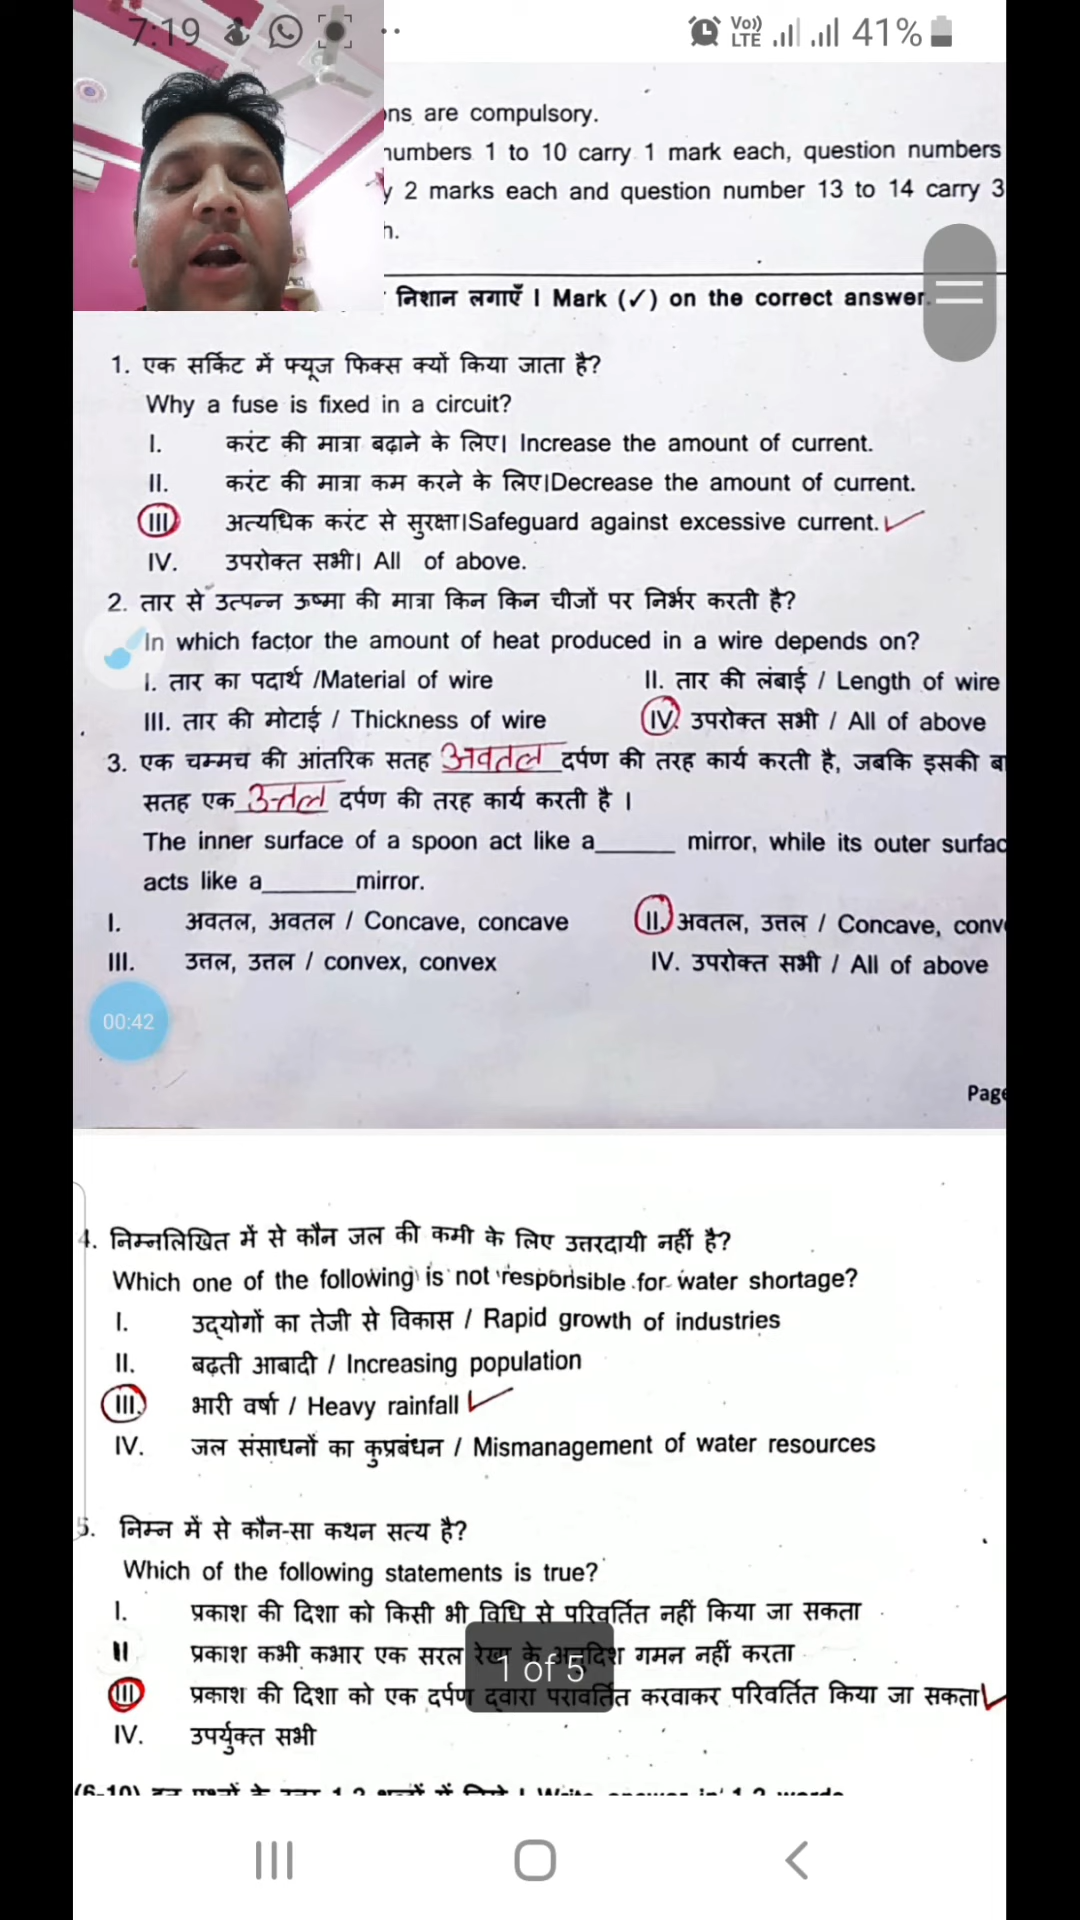 7:19
Vo))
LTE
41%
ons are compulsory.
numbers 1 to 10 carry 1 mark each, question numbers
y 2 marks each and question number 13 to 14 carry 3
h.
निशान लगाएँ I Mark (✓) on the correct answer.
1. एक सर्किट में फ्यूज फिक्स क्यों किया जाता है?
Why a fuse is fixed in a circuit?
I. करंट की मात्रा बढ़ाने के लिए। Increase the amount of current.
II. करंट की मात्रा कम करने के लिए।Decrease the amount of current.
III अत्यधिक करंट से सुरक्षा।Safeguard against excessive current. ✓
IV. उपरोक्त सभी। All of above.
2. तार से उत्पन्न ऊष्मा की मात्रा किन किन चीजों पर निर्भर करती है?
In which factor the amount of heat produced in a wire depends on?
I. तार का पदार्थ /Material of wire II. तार की लंबाई / Length of wire
III. तार की मोटाई / Thickness of wire IV. उपरोक्त सभी / All of above
3. एक चम्मच की आंतरिक सतह अवतल दर्पण की तरह कार्य करती है, जबकि इसकी बा
सतह एक उत्तल दर्पण की तरह कार्य करती है ।
The inner surface of a spoon act like a______ mirror, while its outer surfac
acts like a_______mirror.
I. अवतल, अवतल / Concave, concave II. अवतल, उत्तल / Concave, conv
III. उत्तल, उत्तल / convex, convex IV. उपरोक्त सभी / All of above
00:42
Page
4. निम्नलिखित में से कौन जल की कमी के लिए उत्तरदायी नहीं है?
Which one of the following is not responsible for water shortage?
I. उद्योगों का तेजी से विकास / Rapid growth of industries
II. बढ़ती आबादी / Increasing population
III. भारी वर्षा / Heavy rainfall ✓
IV. जल संसाधनों का कुप्रबंधन / Mismanagement of water resources
5. निम्न में से कौन-सा कथन सत्य है?
Which of the following statements is true?
I. प्रकाश की दिशा को किसी भी विधि से परिवर्तित नहीं किया जा सकता
II प्रकाश कभी कभार एक सरल रेखा के अनुदिश गमन नहीं करता
1 of 5
III प्रकाश की दिशा को एक दर्पण द्वारा परावर्तित करवाकर परिवर्तित किया जा सकता ✓
IV. उपर्युक्त सभी